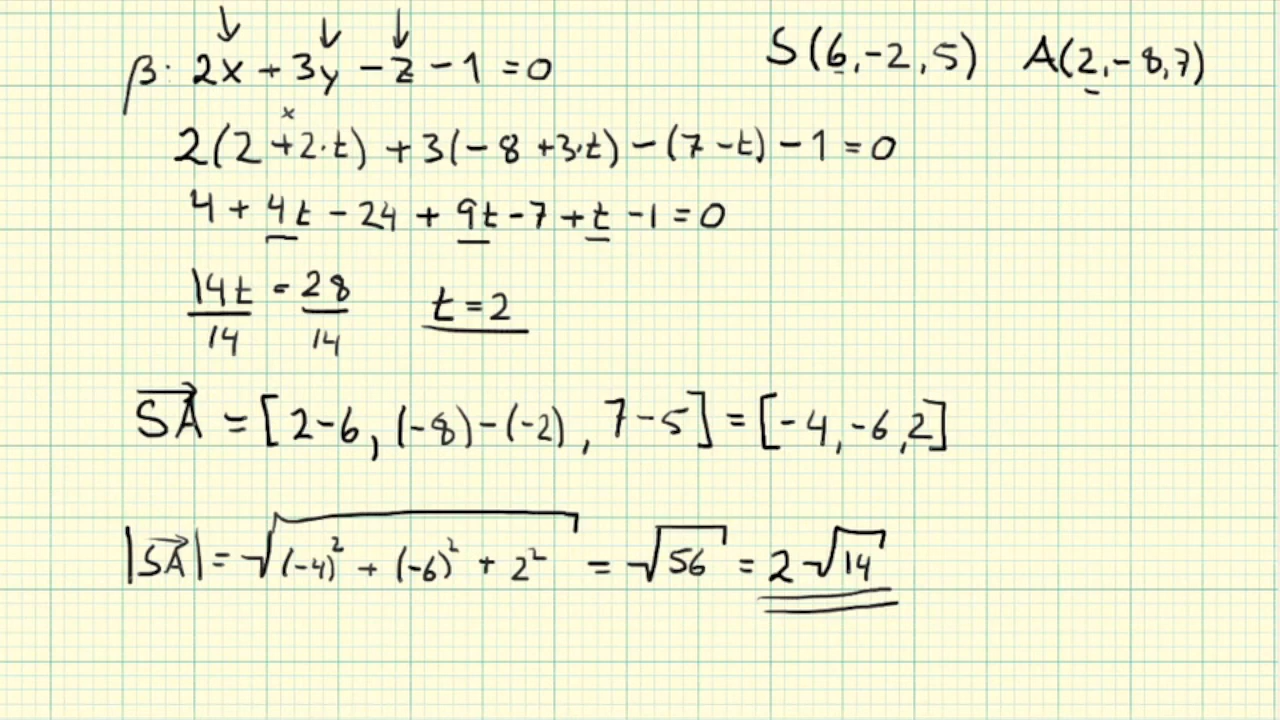 β: 2x + 3y - z - 1 = 0 S(6,-2,5) A(2,-8,7)
x
2(2+2·t) + 3(-8+3·t) - (7-t) - 1 = 0
4 + 4t - 24 + 9t - 7 + t - 1 = 0
14t/14 = 28/14 t = 2
SA = [2-6, (-8)-(-2), 7-5] = [-4,-6,2]
|SA| = √(-4)² + (-6)² + 2² = √56 = 2√14